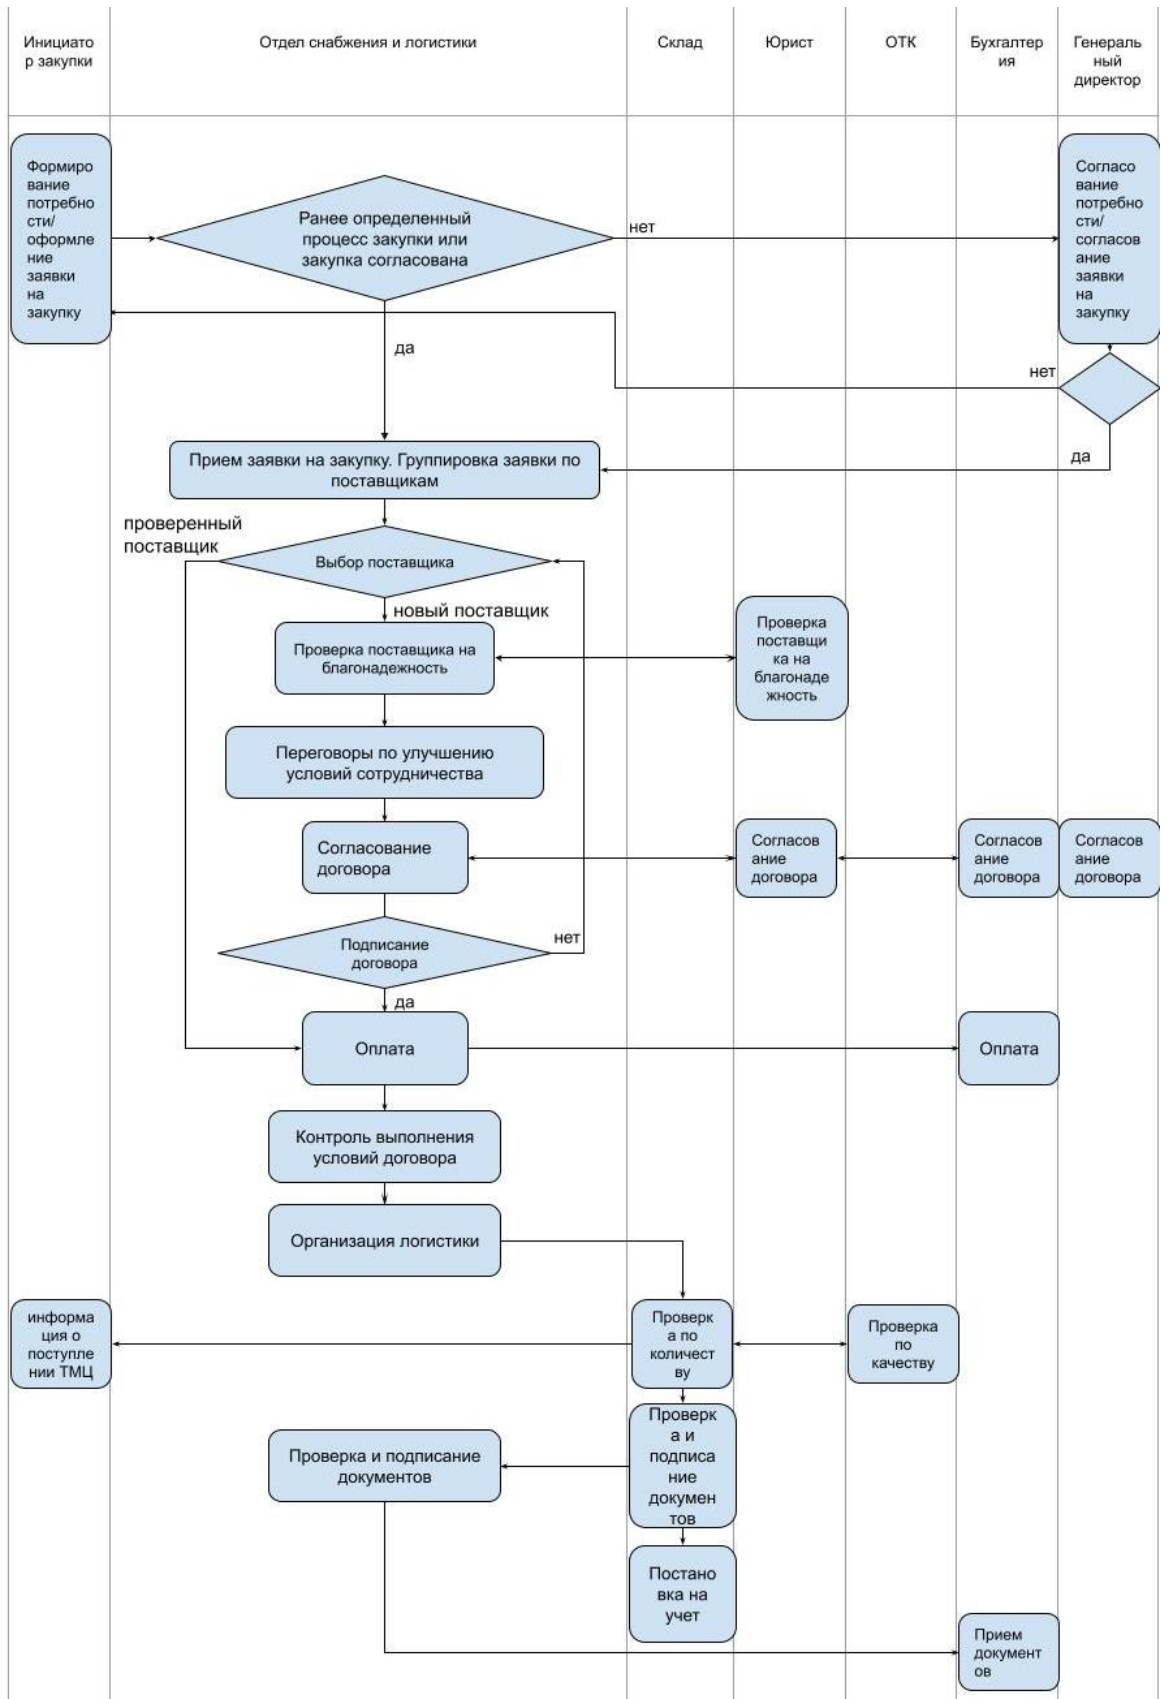 Инициато
р закупки
Отдел снабжения и логистики
Склад
Юрист
ОТК
Бухгалтер
ия
Генераль
ный
директор
Формиро
вание
потребно
сти/
оформле
ние
заявки
на
закупку
Ранее определенный
процесс закупки или
закупка согласована
нет
Согласо
вание
потребно
сти/
согласов
ание
заявки
на
закупку
да
нет
Прием заявки на закупку. Группировка заявки по
поставщикам
да
проверенный
поставщик
Выбор поставщика
новый поставщик
Проверка поставщика на
благонадежность
Проверка
поставщи
ка на
благонаде
жность
Переговоры по улучшению
условий сотрудничества
Согласование
договора
Согласов
ание
договора
Согласов
ание
договора
Согласов
ание
договора
Подписание
договора
нет
да
Оплата
Оплата
Контроль выполнения
условий договора
Организация логистики
информа
ция о
поступле
нии ТМЦ
Проверк
а по
количест
ву
Проверка
по
качеству
Проверка и подписание
документов
Проверк
а и
подписа
ние
докумен
тов
Постано
вка на
учет
Прием
документ
ов